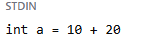 STDIN
int a = 10 + 20